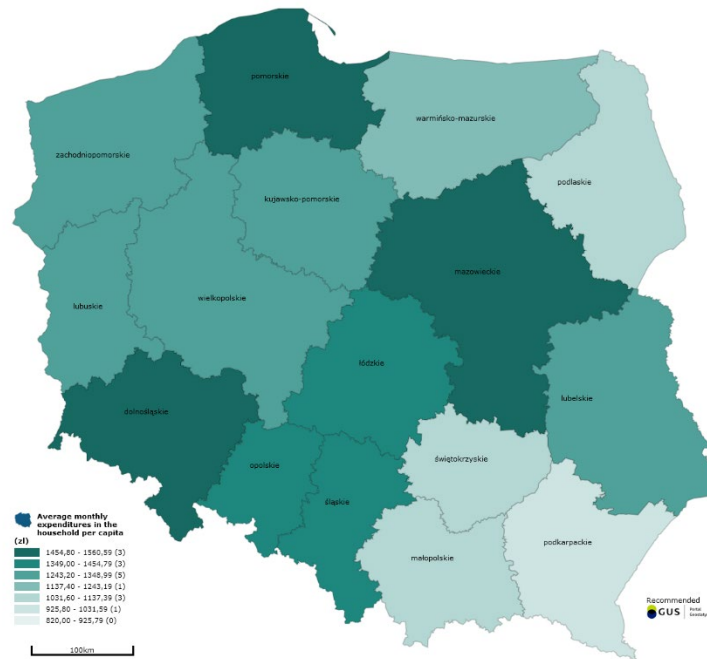 pomorskie
warmińsko-mazurskie
zachodniopomorskie
podlaskie
kujawsko-pomorskie
mazowieckie
lubuskie
wielkopolskie
łódzkie
lubelskie
dolnośląskie
świętokrzyskie
opolskie
śląskie
podkarpackie
małopolskie
Average monthly
expenditures in the
household per capita
(zl)
1454,80 - 1560,59 (3)
1349,00 - 1454,79 (3)
1243,20 - 1348,99 (5)
1137,40 - 1243,19 (1)
1031,60 - 1137,39 (3)
925,80 - 1031,59 (1)
820,00 - 925,79 (0)
100km
Recommended
GUS
Portal